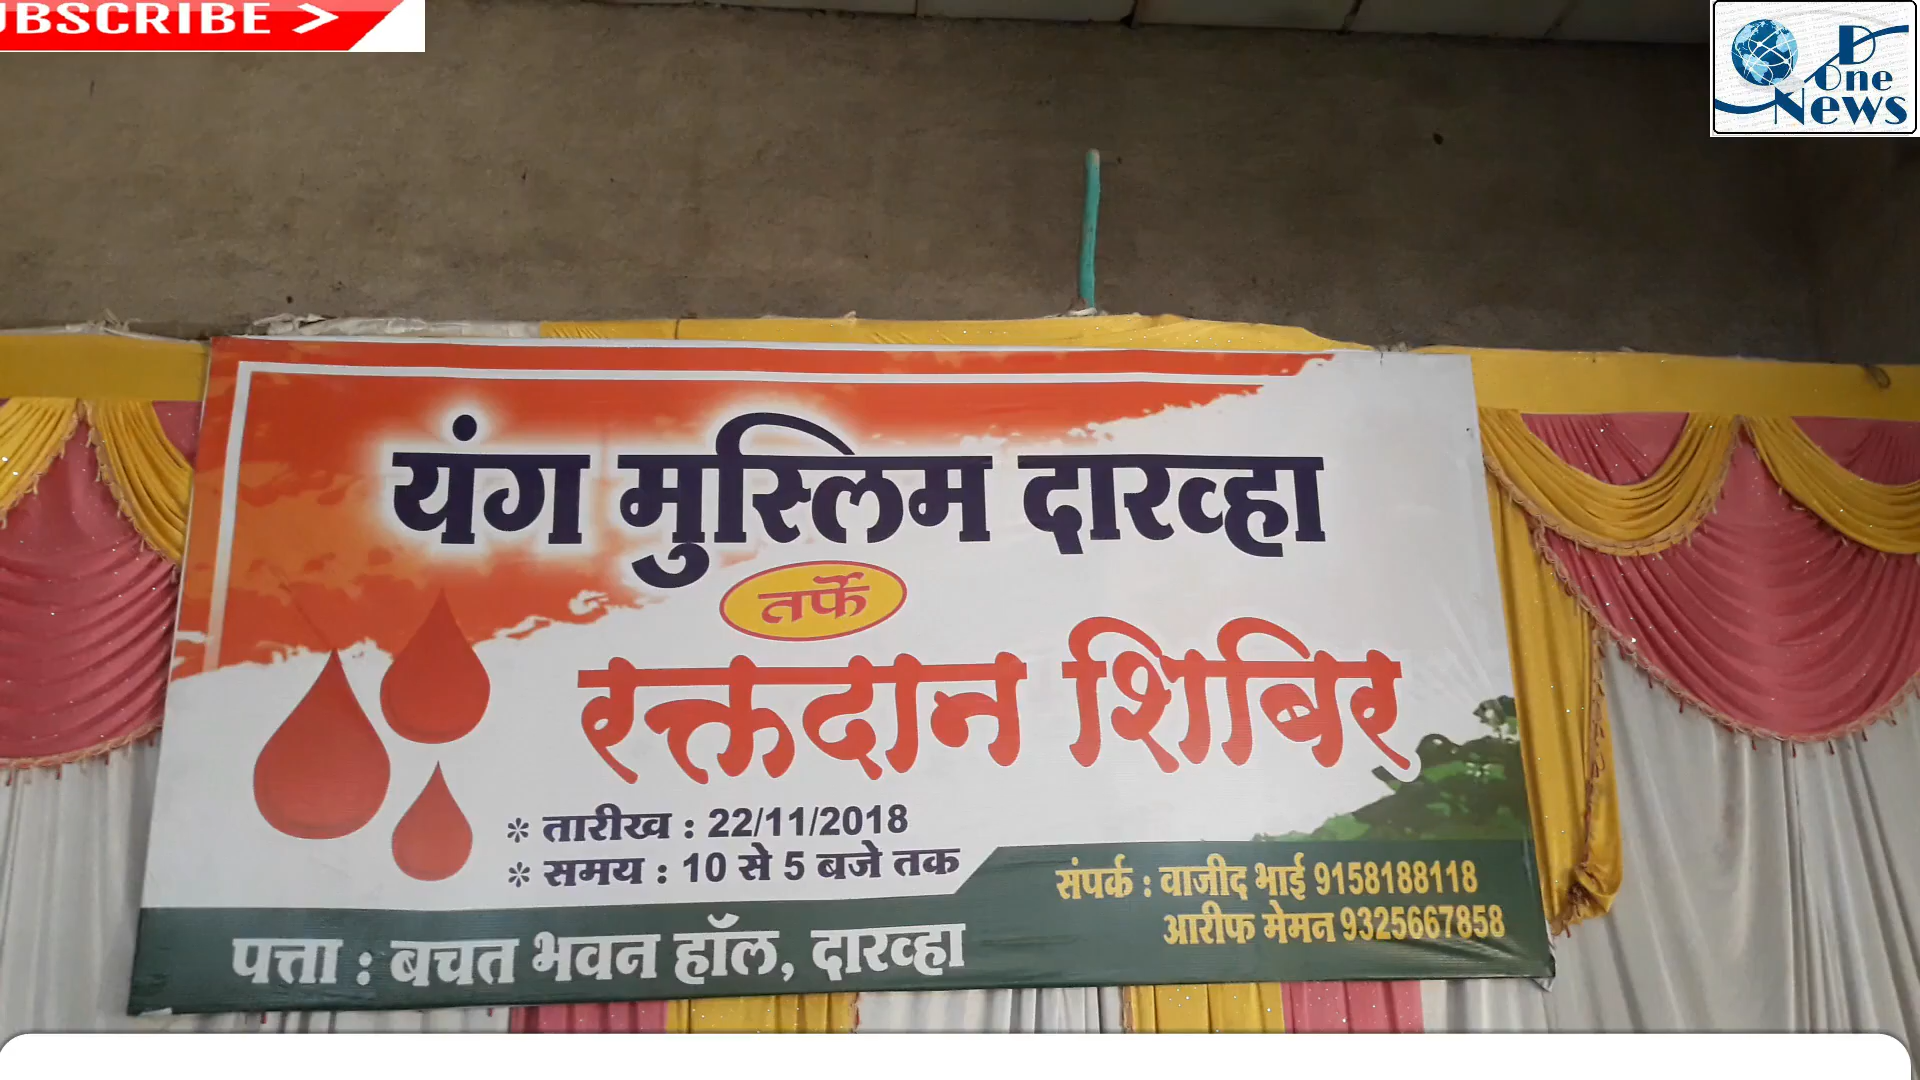 UBSCRIBE >
D
One
News
यंग मुस्लिम दारव्हा
तर्फे
रक्तदान शिबिर
* तारीख : 22/11/2018
* समय : 10 से 5 बजे तक
संपर्क : वाजीद भाई 9158188118
आरीफ मेमन 9325667858
पत्ता : बचत भवन हॉल, दारव्हा